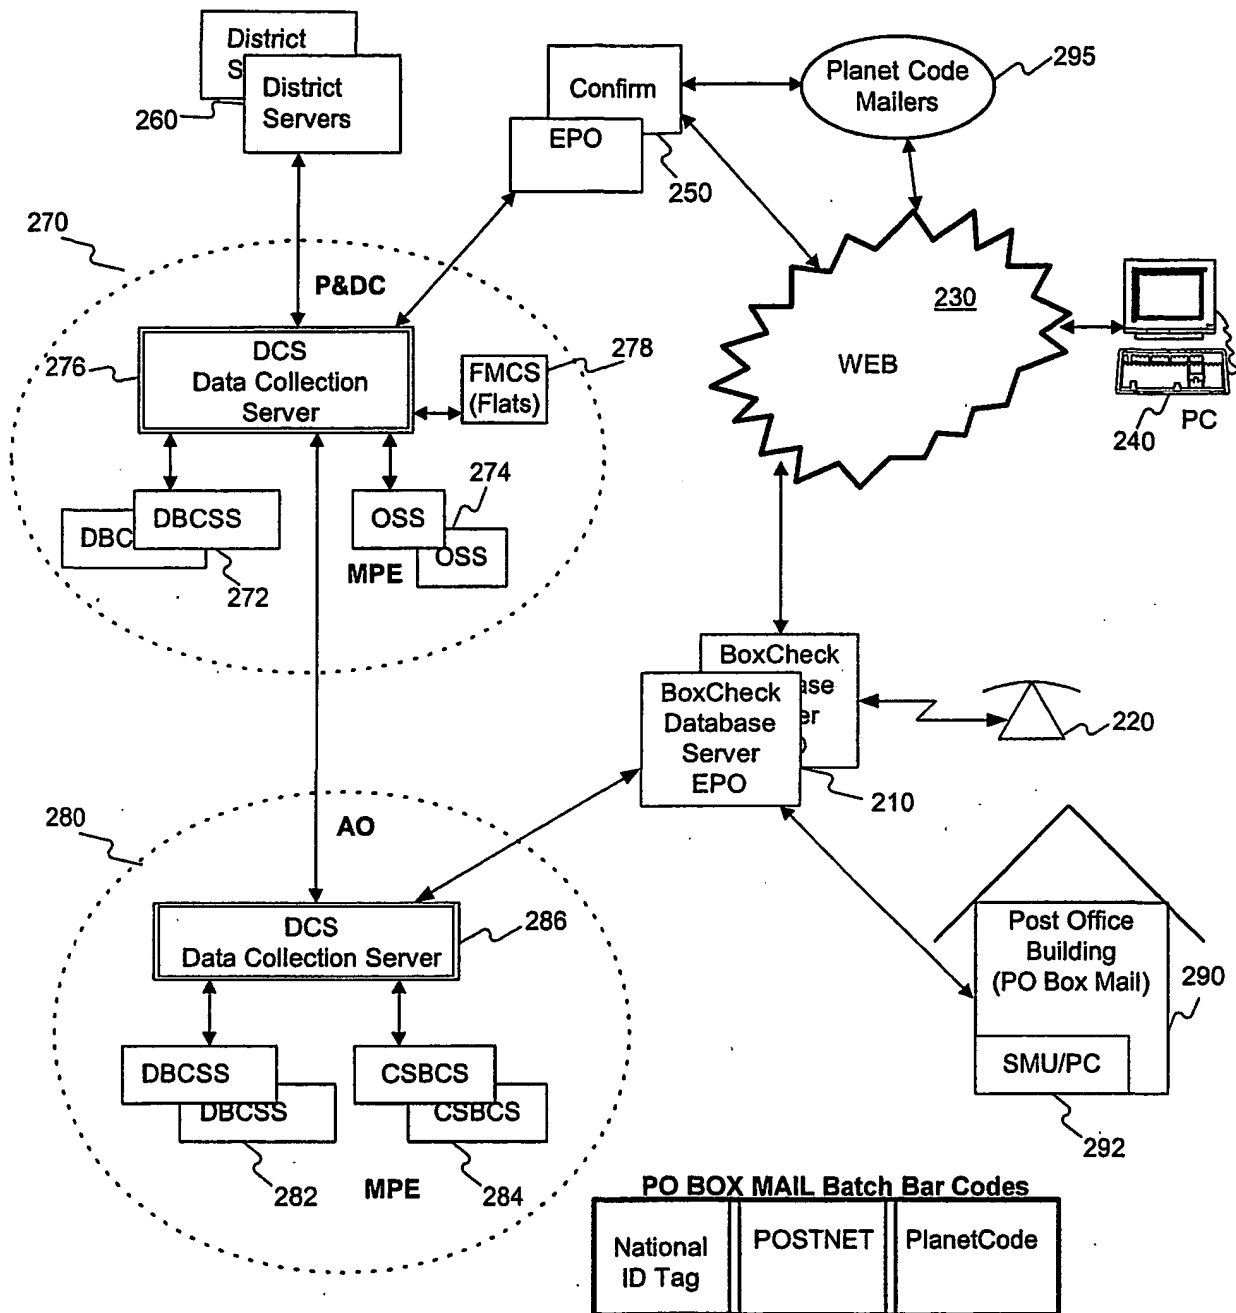 District
S
District
Servers
260
Confirm
EPO
250
Planet Code
Mailers
295
270
P&DC
276
DCS
Data Collection
Server
FMCS
(Flats)
278
DBC
DBCSS
272
OSS
274
OSS
MPE
230
WEB
240
PC
BoxCheck
ase
er
)
BoxCheck
Database
Server
EPO
210
220
280
AO
DCS
Data Collection Server
286
DBCSS
DBCSS
282
CSBCS
CSBCS
284
MPE
Post Office
Building
(PO Box Mail)
290
SMU/PC
292
PO BOX MAIL Batch Bar Codes
National
ID Tag
POSTNET
PlanetCode